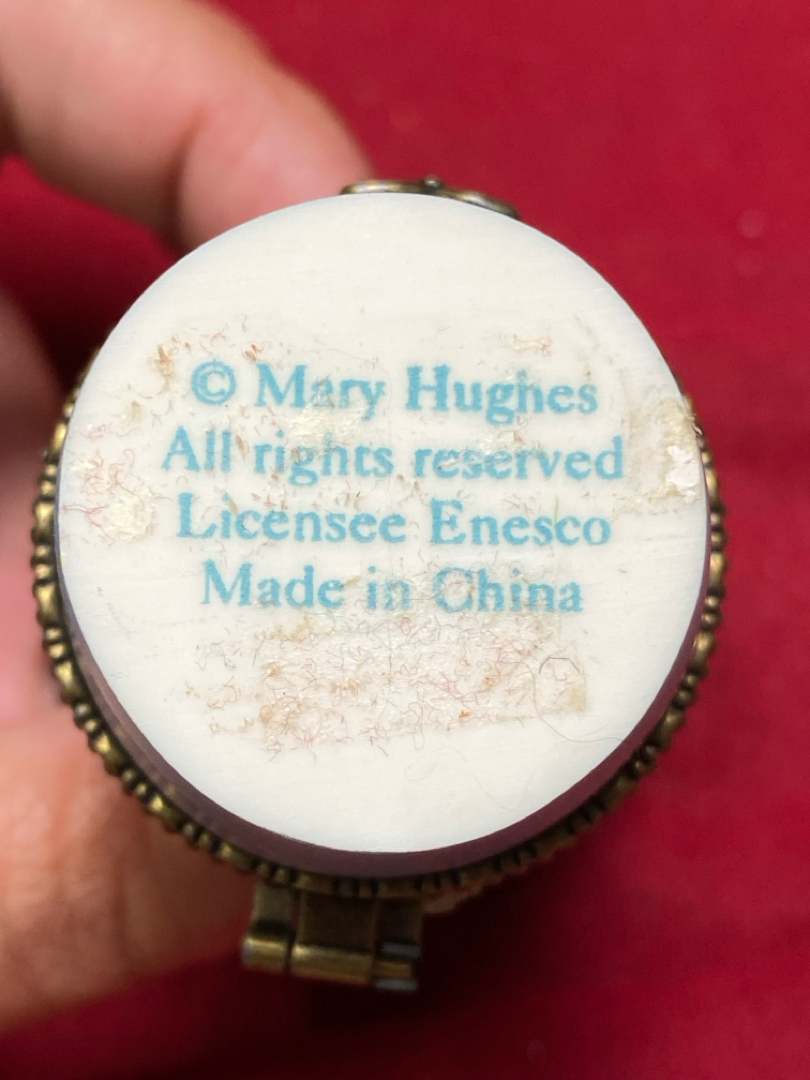 © Mary Hughes
All rights reserved
Licensee Enesco
Made in China